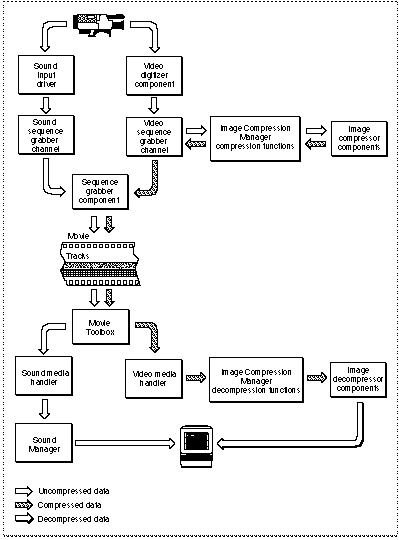 Sound
input
driver
Video
digitizer
component
Sound
sequence
grabber
channel
Video
sequence
grabber
channel
Image Compression
Manager
compression functions
Image
compressor
components
Sequence
grabber
component
Movie
Tracks
Movie
Toolbox
Sound media
handler
Video media
handler
Image Compression
Manager
decompression functions
Image
decompressor
components
Sound
Manager
Uncompressed data
Compressed data
Decompressed data